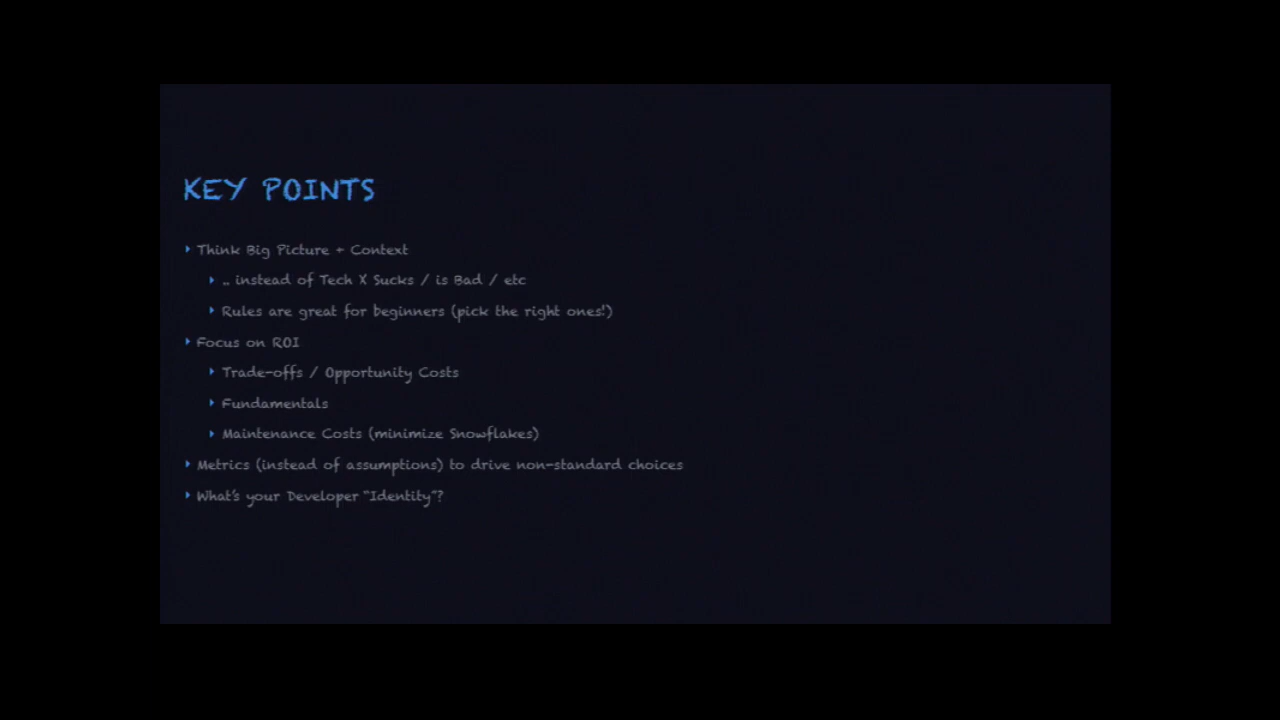 KEY POINTS
Think Big Picture + Context
.. instead of Tech X Sucks / is Bad / etc
Rules are great for beginners (pick the right ones!)
Focus on ROI
Trade-offs / Opportunity Costs
Fundamentals
Maintenance Costs (minimize Snowflakes)
Metrics (instead of assumptions) to drive non-standard choices
What's your Developer "Identity"?